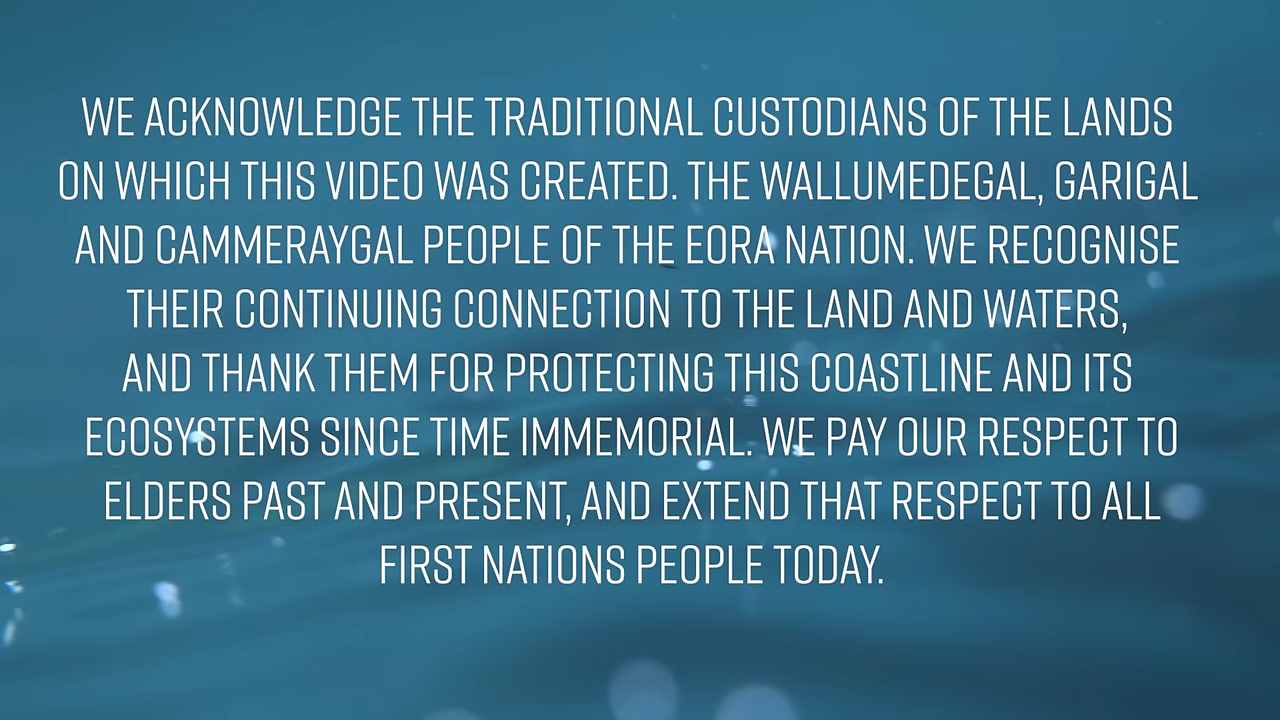 WE ACKNOWLEDGE THE TRADITIONAL CUSTODIANS OF THE LANDS
ON WHICH THIS VIDEO WAS CREATED. THE WALLUMEDEGAL, GARIGAL
AND CAMMERAYGAL PEOPLE OF THE EORA NATION. WE RECOGNISE
THEIR CONTINUING CONNECTION TO THE LAND AND WATERS,
AND THANK THEM FOR PROTECTING THIS COASTLINE AND ITS
ECOSYSTEMS SINCE TIME IMMEMORIAL. WE PAY OUR RESPECT TO
ELDERS PAST AND PRESENT, AND EXTEND THAT RESPECT TO ALL
FIRST NATIONS PEOPLE TODAY.